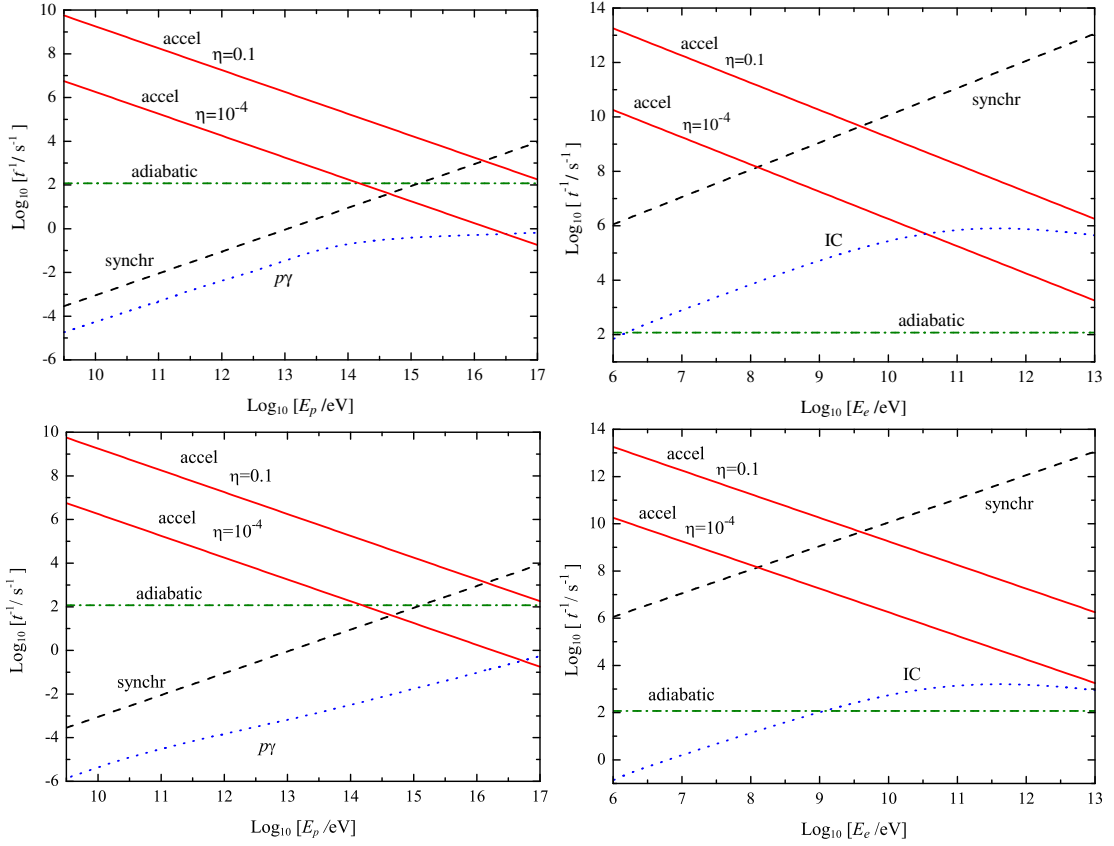 10
8
6
4
2
0
-2
-4
-6
Log₁₀ [t⁻¹/ s⁻¹]
accel
η=0.1
accel
η=10⁻⁴
adiabatic
synchr
pγ
10 11 12 13 14 15 16 17
Log₁₀ [Eₚ /eV]
14
12
10
8
6
4
2
Log₁₀ [ t⁻¹/ s⁻¹]
accel
η=0.1
accel
η=10⁻⁴
synchr
IC
adiabatic
6 7 8 9 10 11 12 13
Log₁₀ [Eₑ /eV]
10
8
6
4
2
0
-2
-4
-6
Log₁₀ [t⁻¹/ s⁻¹]
accel
η=0.1
accel
η=10⁻⁴
adiabatic
synchr
pγ
10 11 12 13 14 15 16 17
Log₁₀ [Eₚ /eV]
14
12
10
8
6
4
2
0
Log₁₀ [ t⁻¹/ s⁻¹]
accel
η=0.1
accel
η=10⁻⁴
synchr
IC
adiabatic
6 7 8 9 10 11 12 13
Log₁₀ [Eₑ /eV]